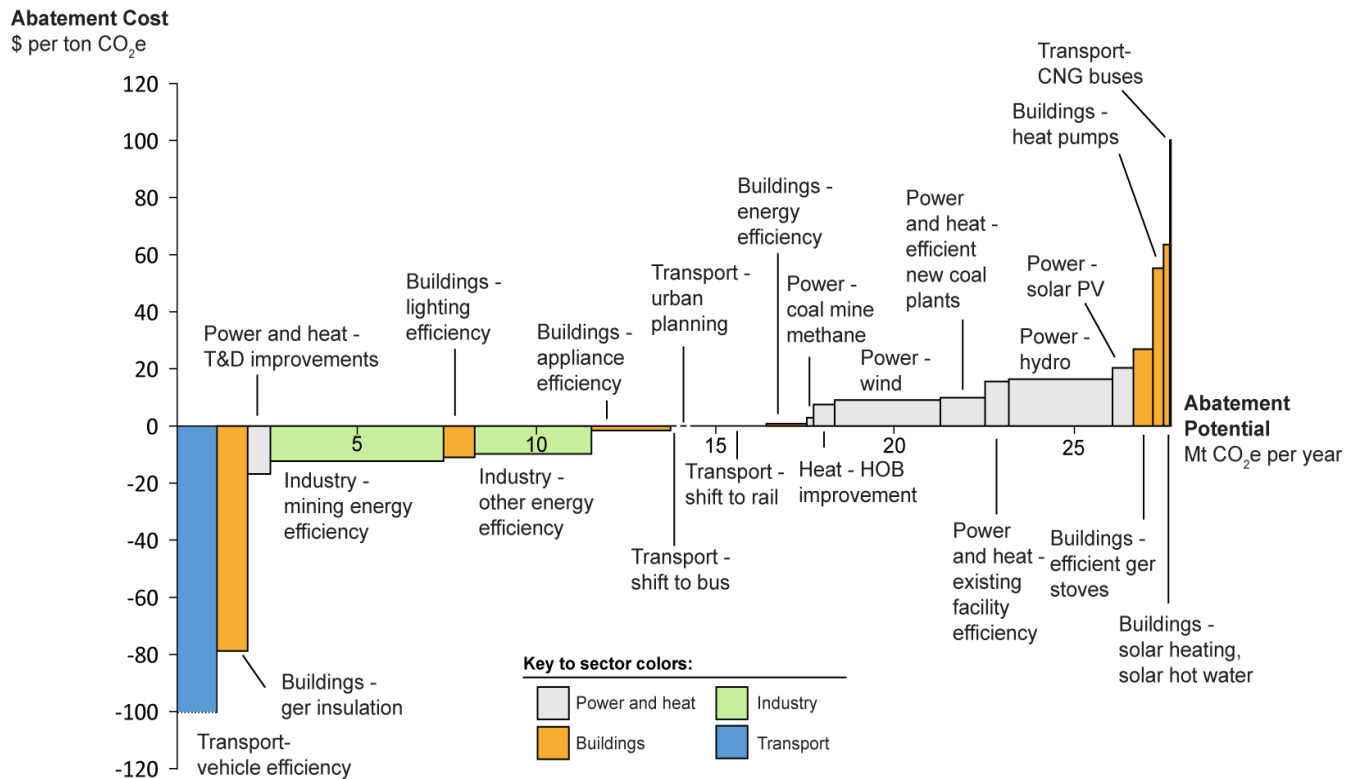 Abatement Cost
$ per ton CO₂e
120
100
80
60
40
20
0
-20
-40
-60
-80
-100
-120
5
10
15
20
25
Transport-
vehicle efficiency
Buildings -
ger insulation
Power and heat -
T&D improvements
Industry -
mining energy
efficiency
Buildings -
lighting
efficiency
Industry -
other energy
efficiency
Buildings -
appliance
efficiency
Transport -
shift to bus
Transport -
urban
planning
Transport -
shift to rail
Buildings -
energy
efficiency
Power -
coal mine
methane
Heat - HOB
improvement
Power -
wind
Power
and heat -
efficient
new coal
plants
Power
and heat -
existing
facility
efficiency
Power -
hydro
Power -
solar PV
Buildings -
efficient ger
stoves
Buildings -
heat pumps
Buildings -
solar heating,
solar hot water
Transport-
CNG buses
Abatement
Potential
Mt CO₂e per year
Key to sector colors:
Power and heat
Industry
Buildings
Transport